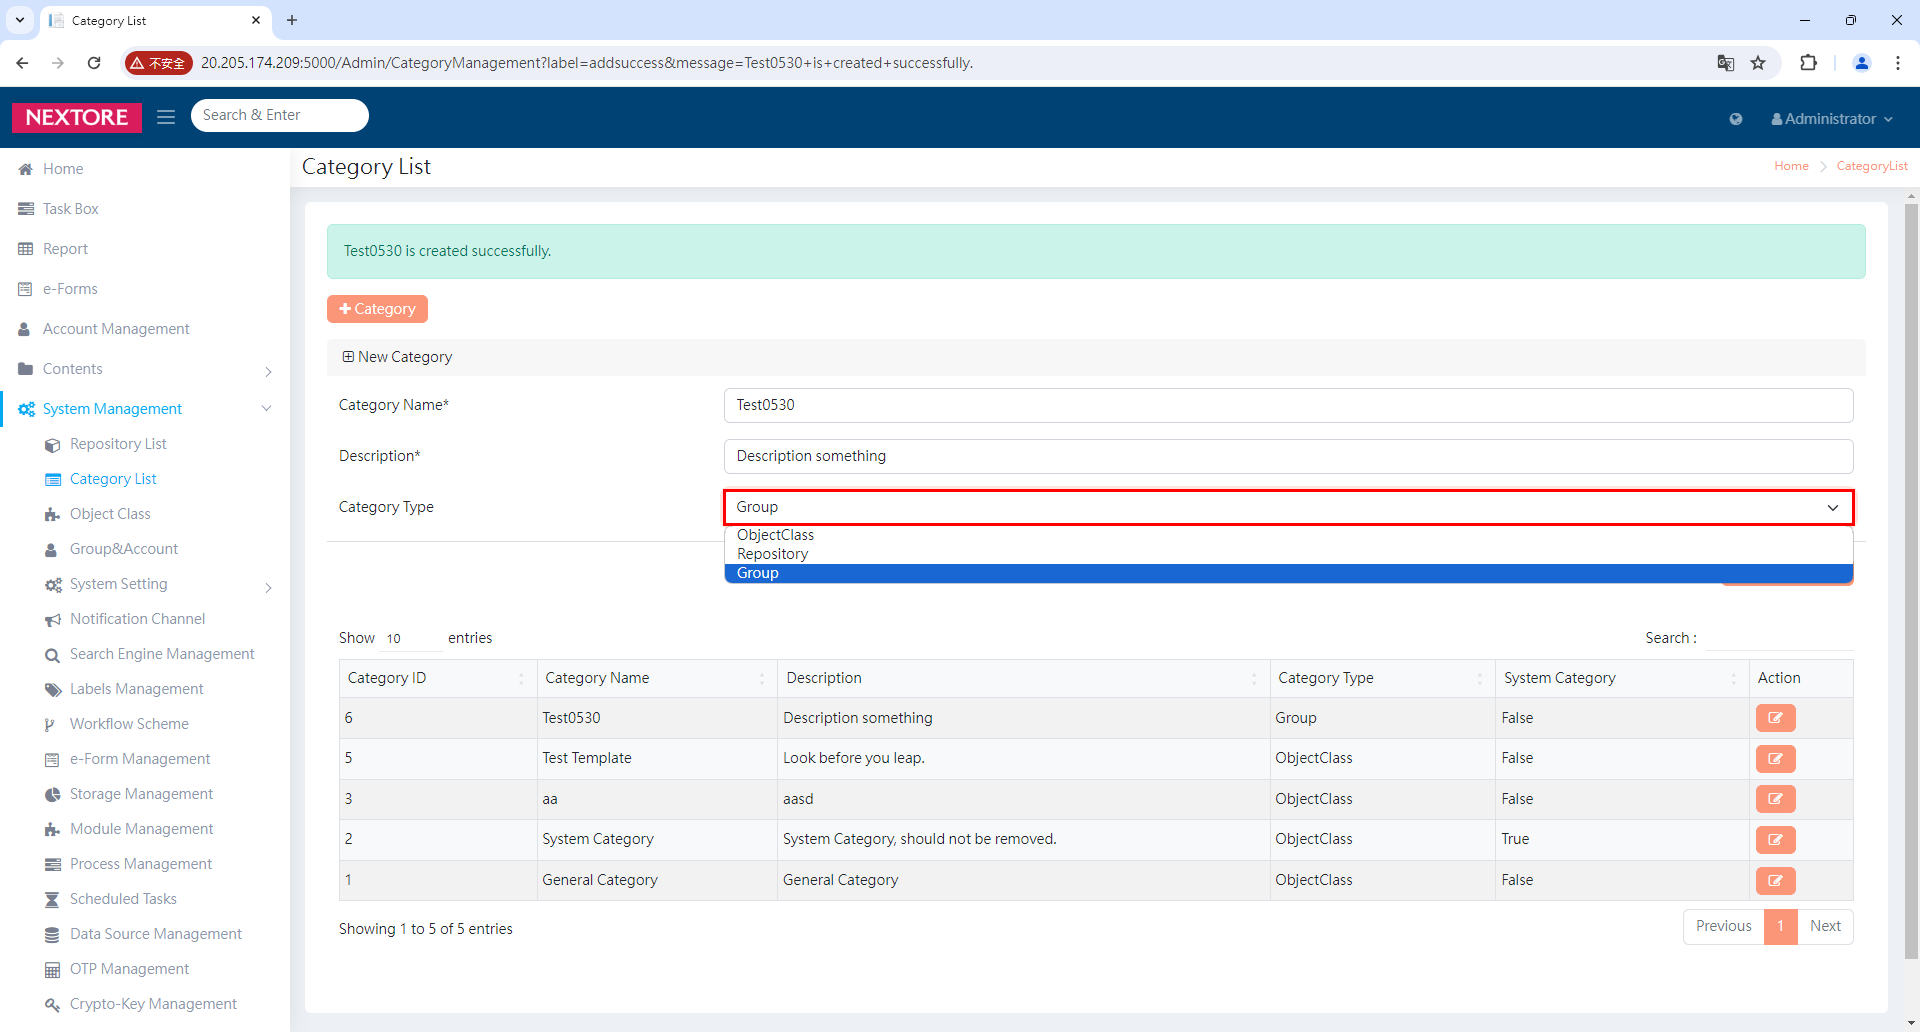 Category List
不安全
20.205.174.209:5000/Admin/CategoryManagement?label=addsuccess&message=Test0530+is+created+successfully.
NEXTORE
Search & Enter
Administrator
Home
Task Box
Report
e-Forms
Account Management
Contents
System Management
Repository List
Category List
Object Class
Group&Account
System Setting
Notification Channel
Search Engine Management
Labels Management
Workflow Scheme
e-Form Management
Storage Management
Module Management
Process Management
Scheduled Tasks
Data Source Management
OTP Management
Crypto-Key Management
Category List
Home CategoryList
Test0530 is created successfully.
Category
New Category
Category Name* Test0530
Description* Description something
Category Type Group
ObjectClass
Repository
Group
Show 10 entries Search :
Category ID Category Name Description Category Type System Category Action
6 Test0530 Description something Group False
5 Test Template Look before you leap. ObjectClass False
3 aa aasd ObjectClass False
2 System Category System Category, should not be removed. ObjectClass True
1 General Category General Category ObjectClass False
Showing 1 to 5 of 5 entries Previous 1 Next